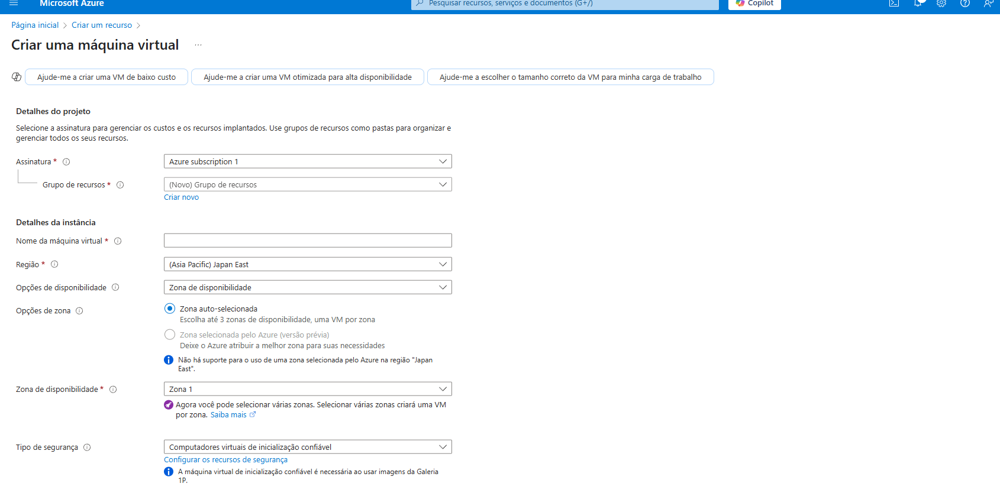 Microsoft Azure
Pesquisar recursos, serviços e documentos (G+/)
Copilot
Página inicial > Criar um recurso >
Criar uma máquina virtual ...
Ajude-me a criar uma VM de baixo custo
Ajude-me a criar uma VM otimizada para alta disponibilidade
Ajude-me a escolher o tamanho correto da VM para minha carga de trabalho
Detalhes do projeto
Selecione a assinatura para gerenciar os custos e os recursos implantados. Use grupos de recursos como pastas para organizar e
gerenciar todos os seus recursos.
Assinatura *
Azure subscription 1
Grupo de recursos *
(Novo) Grupo de recursos
Criar novo
Detalhes da instância
Nome da máquina virtual *
Região *
(Asia Pacific) Japan East
Opções de disponibilidade
Zona de disponibilidade
Opções de zona
Zona auto-selecionada
Escolha até 3 zonas de disponibilidade, uma VM por zona
Zona selecionada pelo Azure (versão prévia)
Deixe o Azure atribuir a melhor zona para suas necessidades
Não há suporte para o uso de uma zona selecionada pelo Azure na região "Japan
East".
Zona de disponibilidade *
Zona 1
Agora você pode selecionar várias zonas. Selecionar várias zonas criará uma VM
por zona. Saiba mais
Tipo de segurança
Computadores virtuais de inicialização confiável
Configurar os recursos de segurança
A máquina virtual de inicialização confiável é necessária ao usar imagens da Galeria
1P.